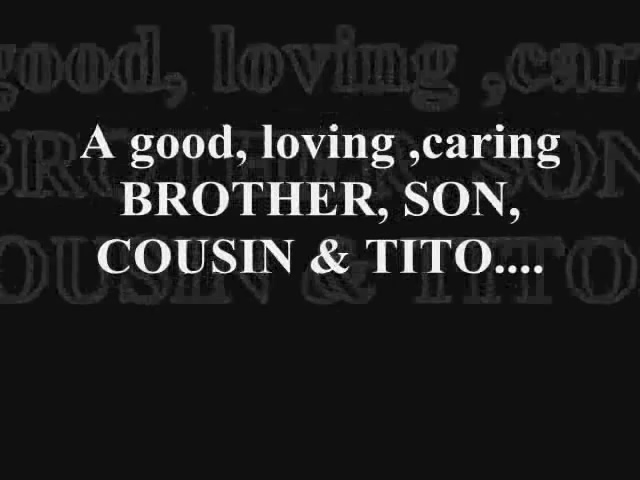 A good, loving ,caring
BROTHER, SON,
COUSIN & TITO....